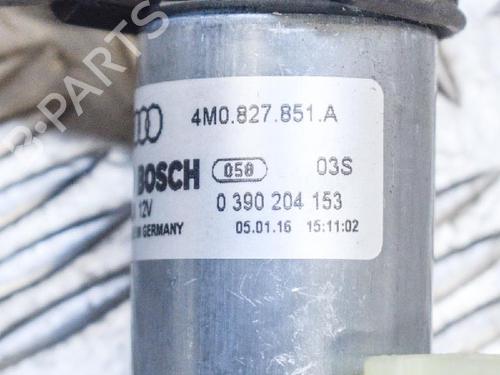 4M0.827.851.A
BOSCH 058 03S
12V 0 390 204 153
IN GERMANY 05.01.16 15:11:02
B-PARTS